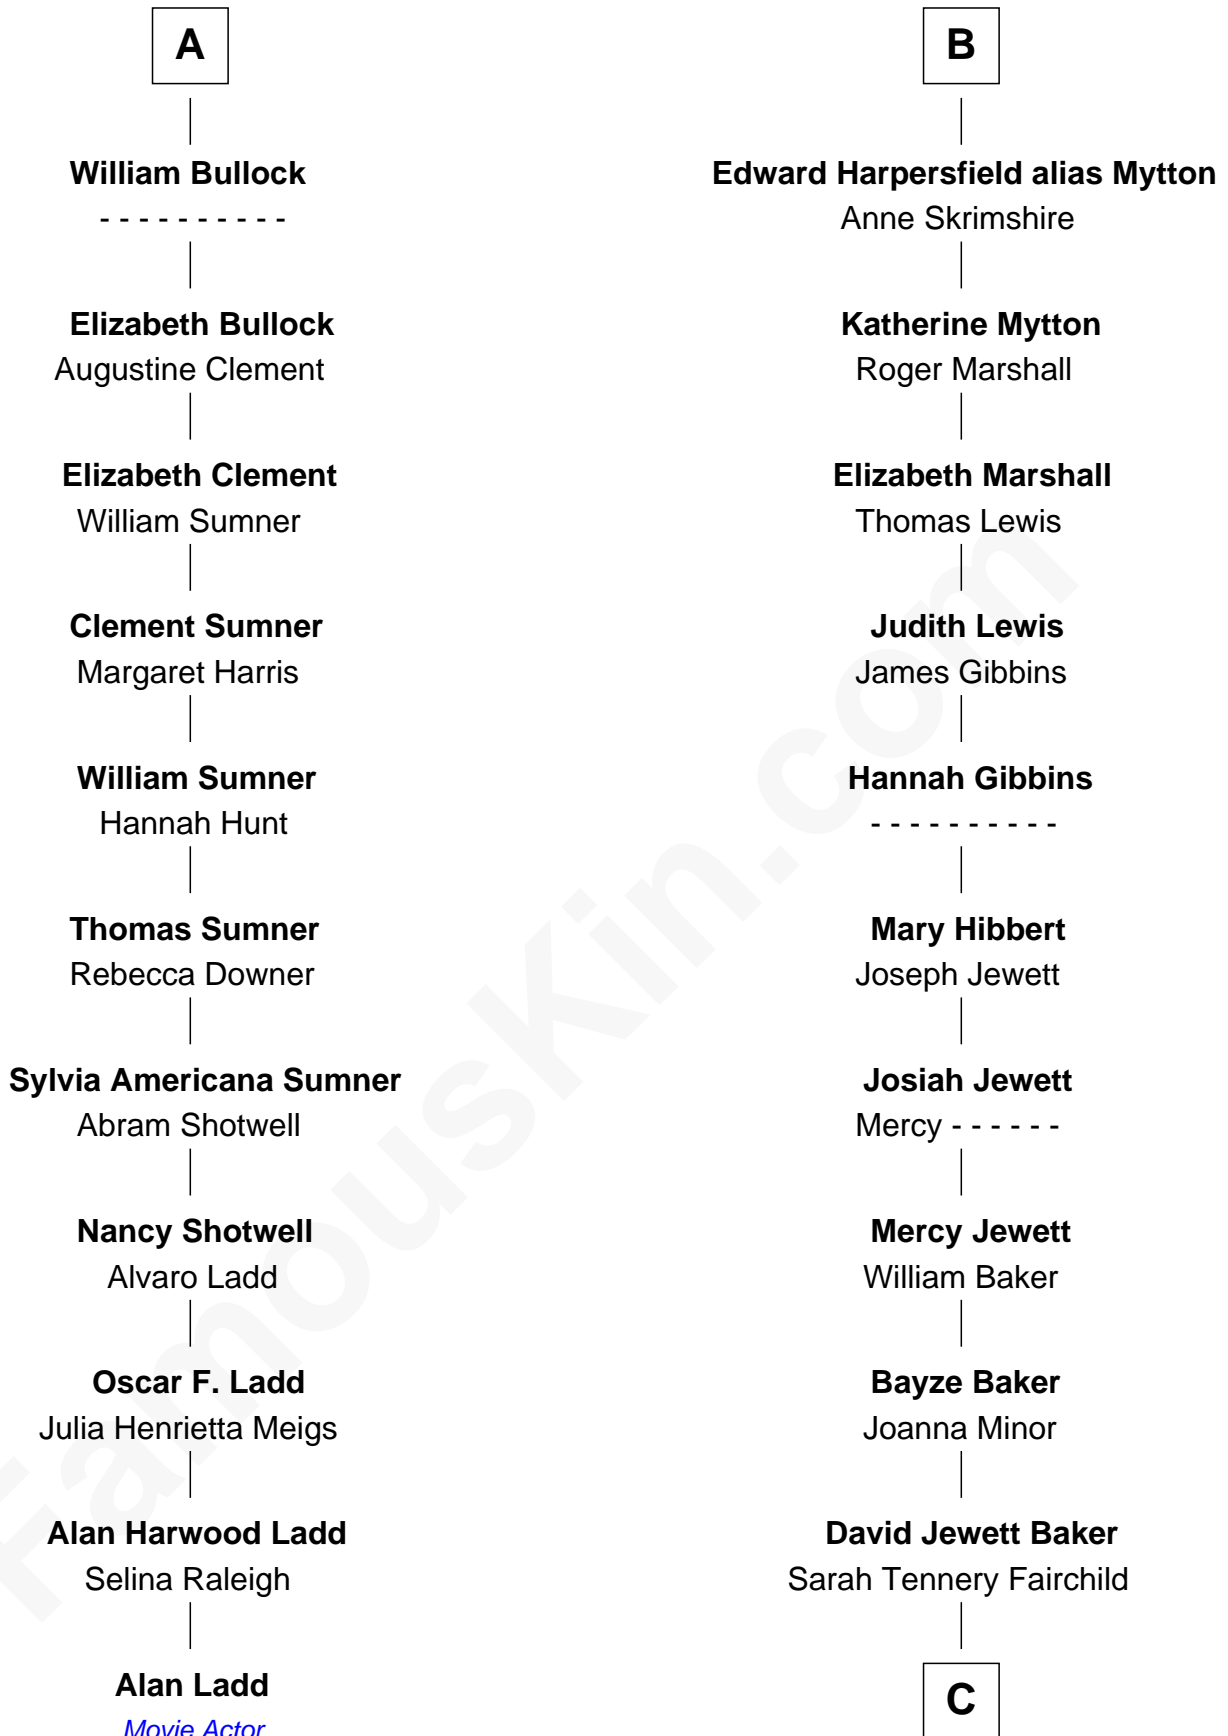 A
William Bullock
- - - - - - - - - -
Elizabeth Bullock
Augustine Clement
Elizabeth Clement
William Sumner
Clement Sumner
Margaret Harris
William Sumner
Hannah Hunt
Thomas Sumner
Rebecca Downer
Sylvia Americana Sumner
Abram Shotwell
Nancy Shotwell
Alvaro Ladd
Oscar F. Ladd
Julia Henrietta Meigs
Alan Harwood Ladd
Selina Raleigh
Alan Ladd
Movie Actor
B
Edward Harpersfield alias Mytton
Anne Skrimshire
Katherine Mytton
Roger Marshall
Elizabeth Marshall
Thomas Lewis
Judith Lewis
James Gibbins
Hannah Gibbins
- - - - - - - - - -
Mary Hibbert
Joseph Jewett
Josiah Jewett
Mercy - - - - - -
Mercy Jewett
William Baker
Bayze Baker
Joanna Minor
David Jewett Baker
Sarah Tennery Fairchild
C
FamousKin.com